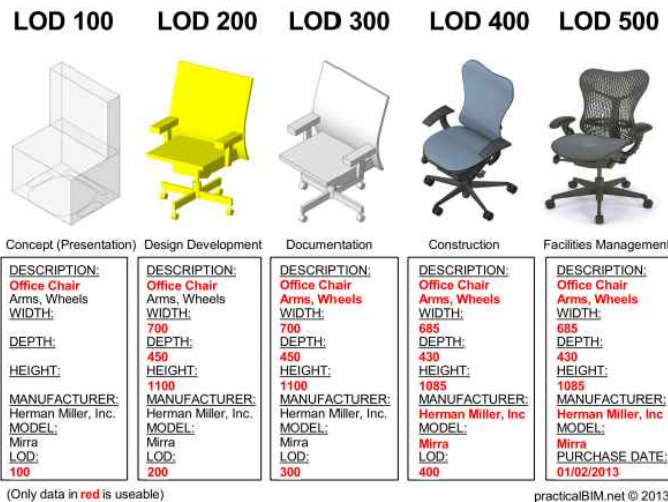 LOD 100
LOD 200
LOD 300
LOD 400
LOD 500
Concept (Presentation)
Design Development
Documentation
Construction
Facilities Management
DESCRIPTION:
Office Chair
Arms, Wheels
WIDTH:
DEPTH:
HEIGHT:
MANUFACTURER:
Herman Miller, Inc.
MODEL:
Mirra
LOD:
100
DESCRIPTION:
Office Chair
Arms, Wheels
WIDTH:
700
DEPTH:
450
HEIGHT:
1100
MANUFACTURER:
Herman Miller, Inc.
MODEL:
Mirra
LOD:
200
DESCRIPTION:
Office Chair
Arms, Wheels
WIDTH:
700
DEPTH:
450
HEIGHT:
1100
MANUFACTURER:
Herman Miller, Inc.
MODEL:
Mirra
LOD:
300
DESCRIPTION:
Office Chair
Arms, Wheels
WIDTH:
685
DEPTH:
430
HEIGHT:
1085
MANUFACTURER:
Herman Miller, Inc
MODEL:
Mirra
LOD:
400
DESCRIPTION:
Office Chair
Arms, Wheels
WIDTH:
685
DEPTH:
430
HEIGHT:
1085
MANUFACTURER:
Herman Miller, Inc
MODEL:
Mirra
PURCHASE DATE:
01/02/2013
(Only data in red is useable)
practicalBIM.net © 2013